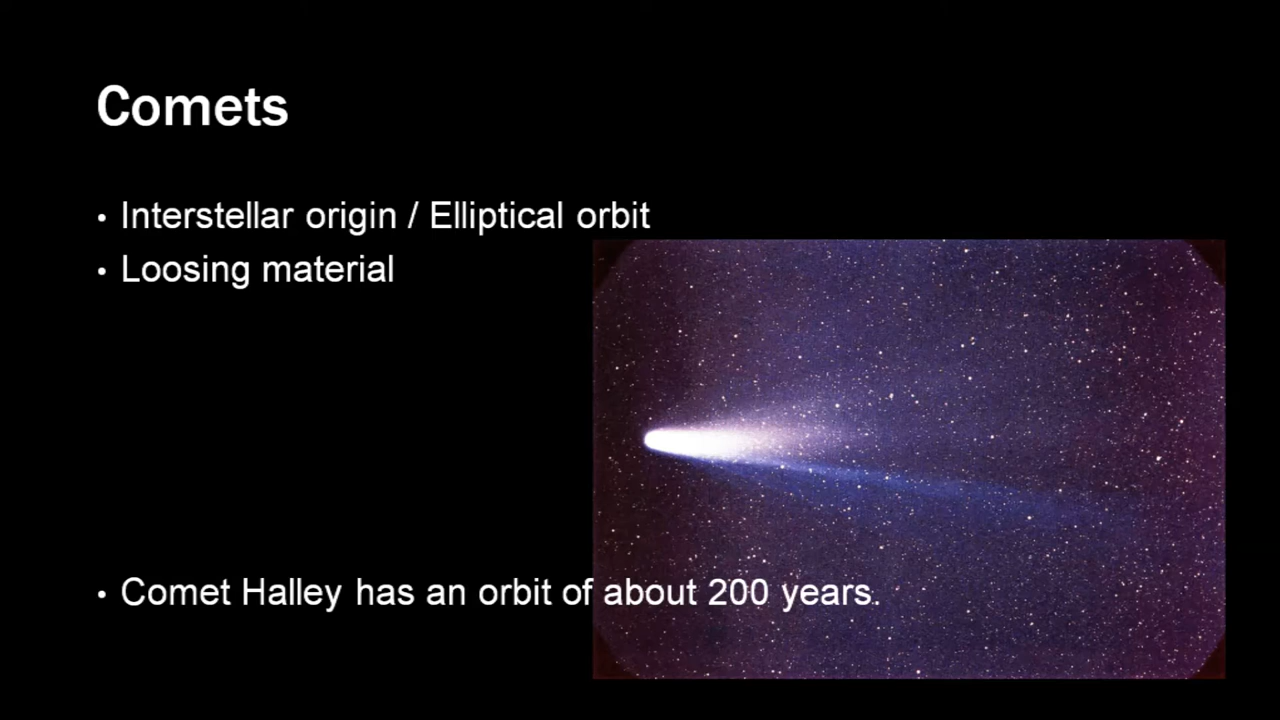 Comets
• Interstellar origin / Elliptical orbit
• Loosing material
• Comet Halley has an orbit of about 200 years.